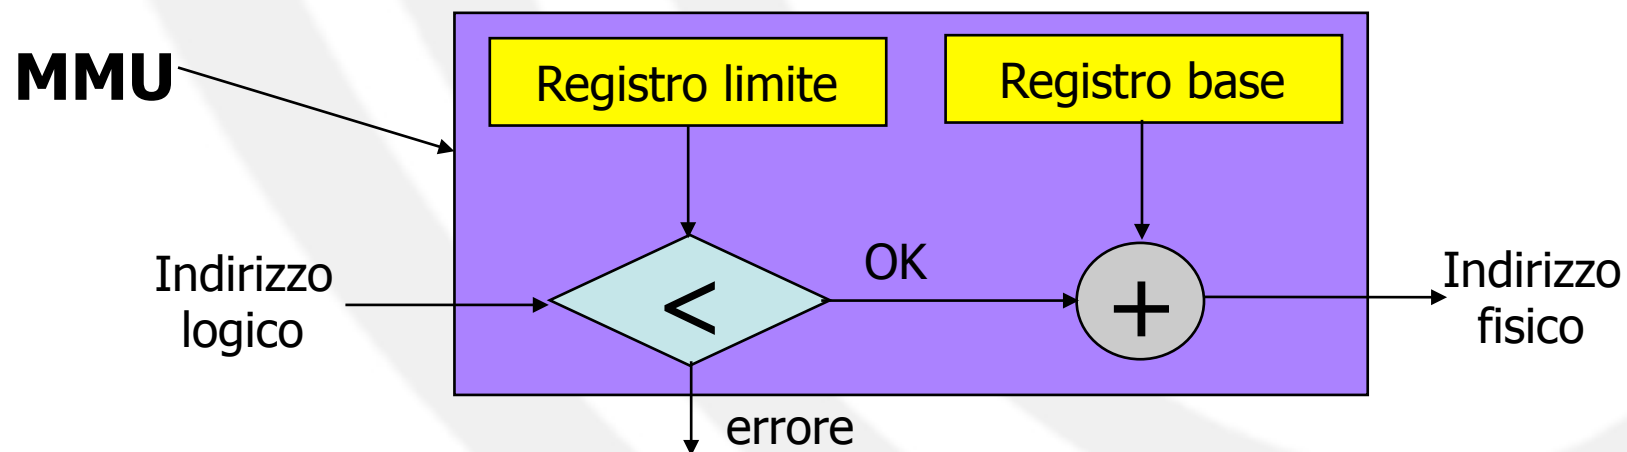 MMU
Registro limite
Registro base
Indirizzo
logico
<
OK
+
Indirizzo
fisico
errore